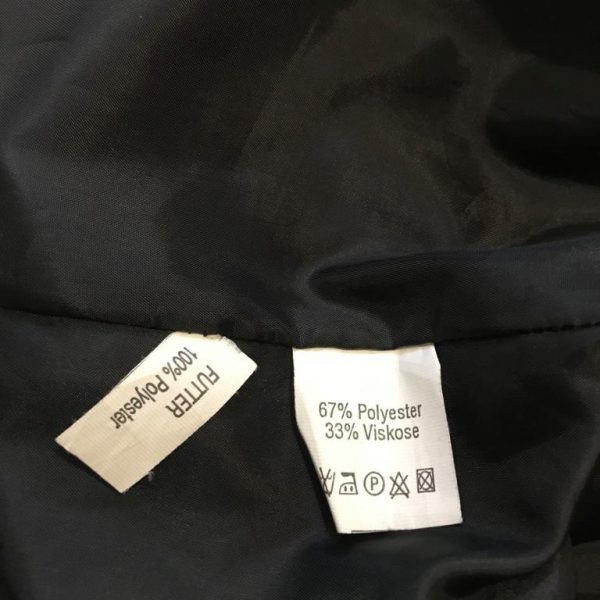 FUTTER
100% Polyester
67% Polyester
33% Viskose
P